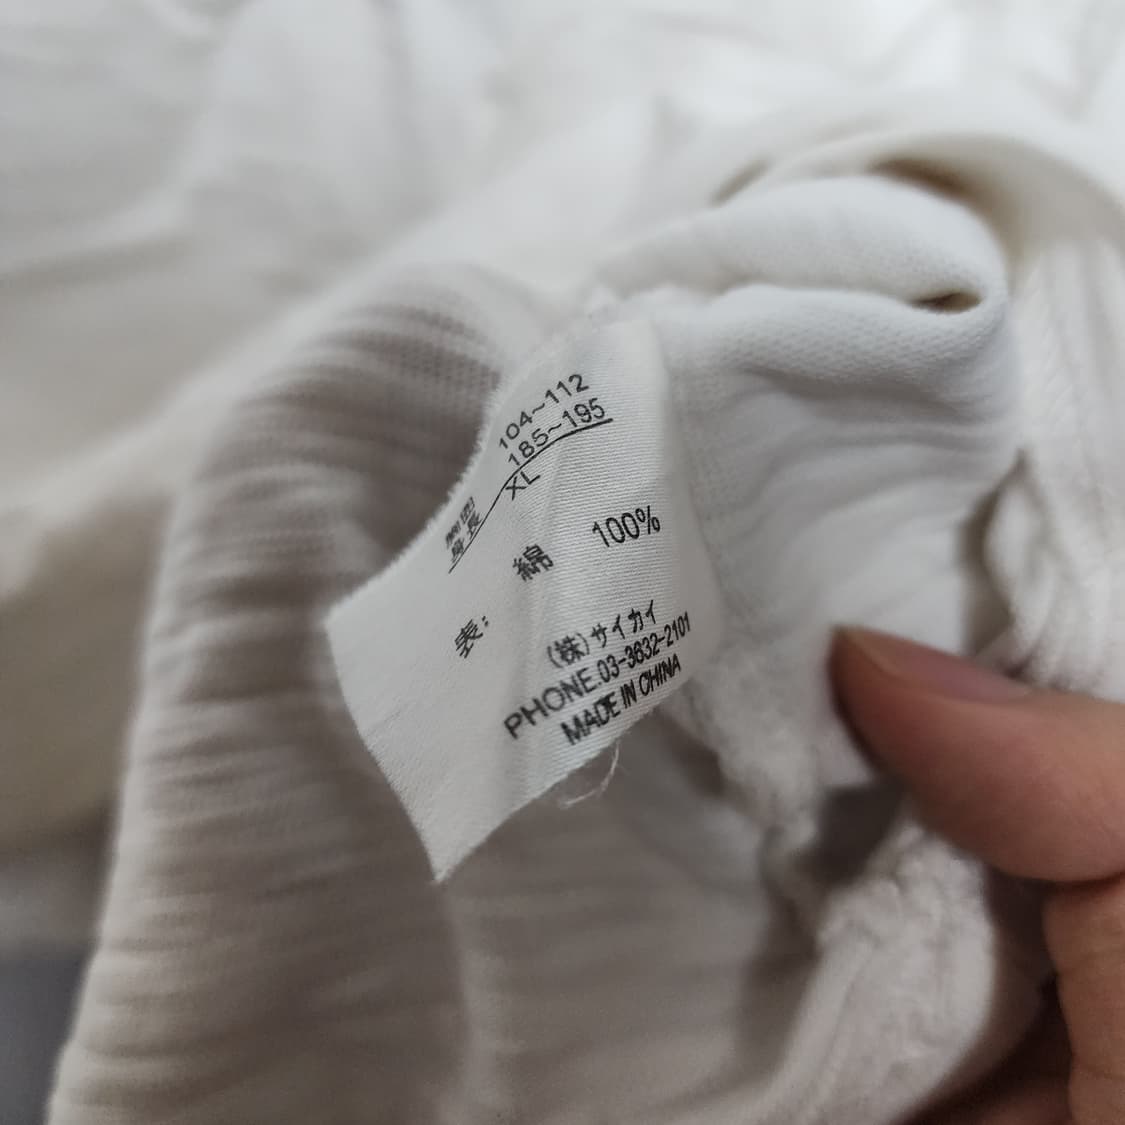 胸囲 104~112
身長 185~195
XL
表: 綿 100%
(株)サイカイ
PHONE.03-3632-2101
MADE IN CHINA